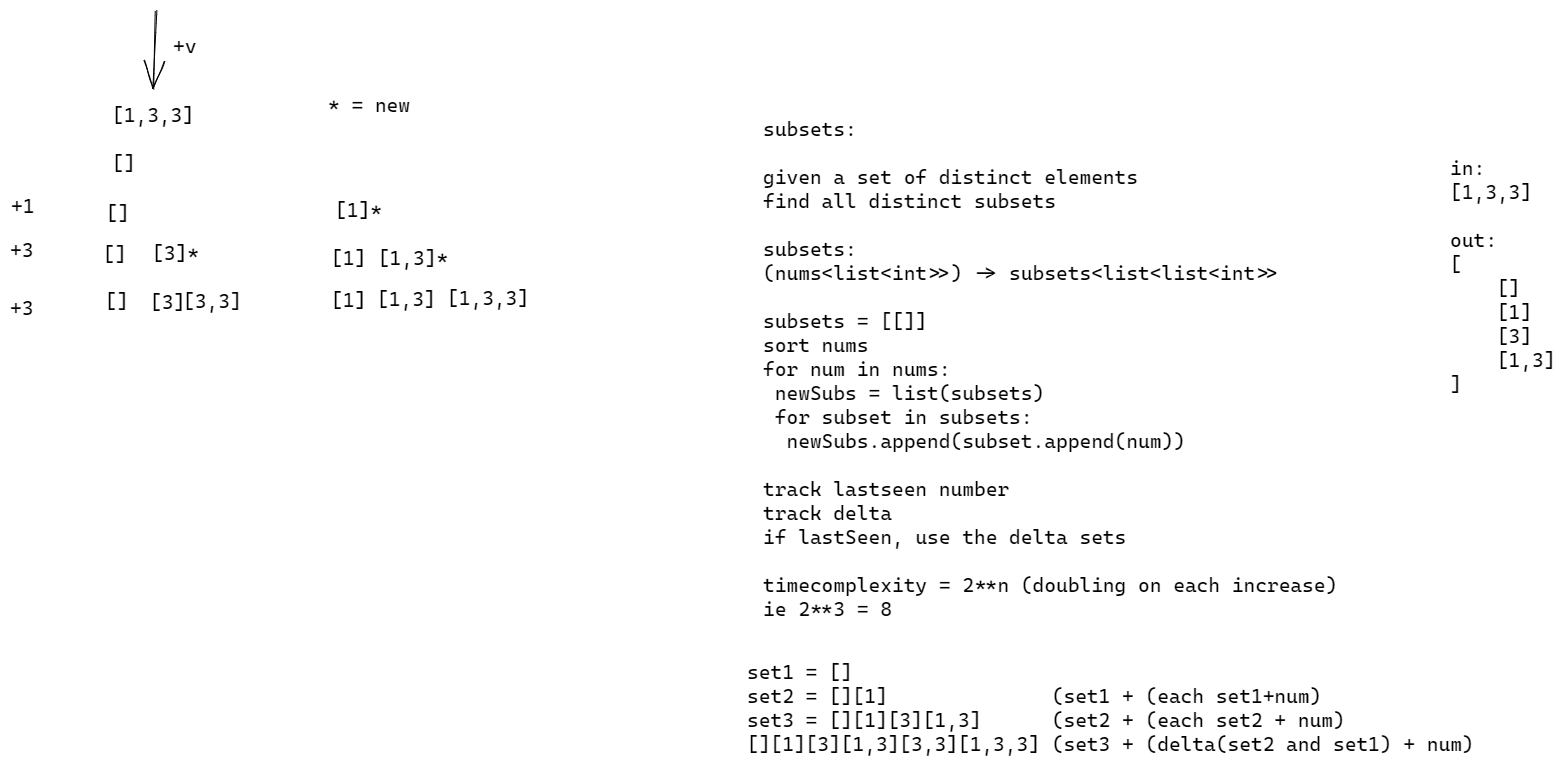 +v
[1,3,3]
* = new
[]
+1
[]
[1]*
+3
[] [3]*
[1] [1,3]*
+3
[] [3][3,3]
[1] [1,3] [1,3,3]
subsets:
given a set of distinct elements
find all distinct subsets
subsets:
(nums<list<int>>) -> subsets<list<list<int>>
subsets = [[]]
sort nums
for num in nums:
newSubs = list(subsets)
for subset in subsets:
newSubs.append(subset.append(num))
track lastseen number
track delta
if lastSeen, use the delta sets
timecomplexity = 2**n (doubling on each increase)
ie 2**3 = 8
set1 = []
set2 = [][1] (set1 + (each set1+num)
set3 = [][1][3][1,3] (set2 + (each set2 + num)
[][1][3][1,3][3,3][1,3,3] (set3 + (delta(set2 and set1) + num)
in:
[1,3,3]
out:
[
[]
[1]
[3]
[1,3]
]